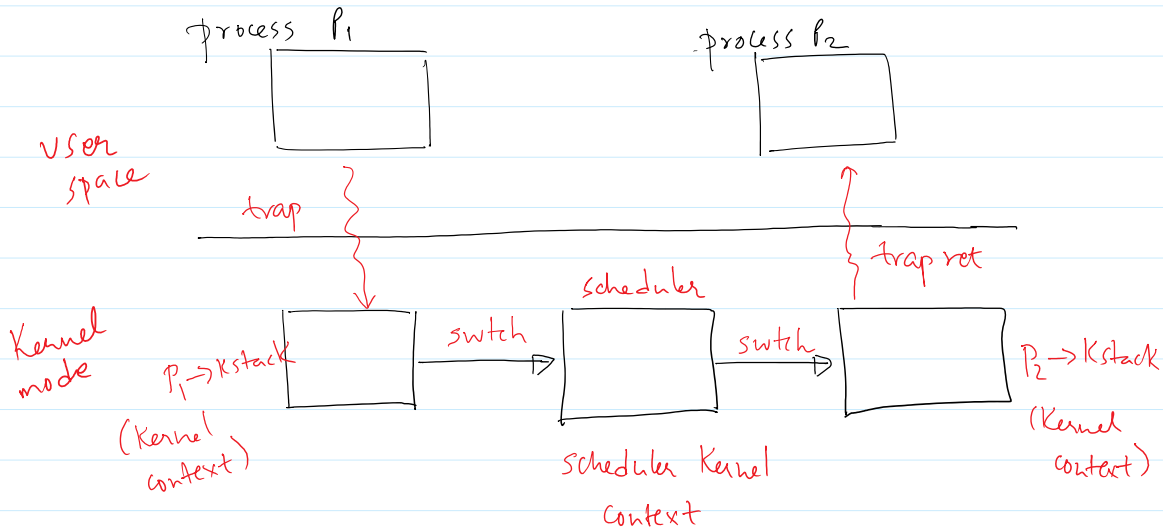 process P1
process P2
user
space
trap
trap ret
scheduler
Kernel
mode
P1→Kstack
(Kernel
context)
swtch
swtch
P2→Kstack
(Kernel
context)
scheduler Kernel
context